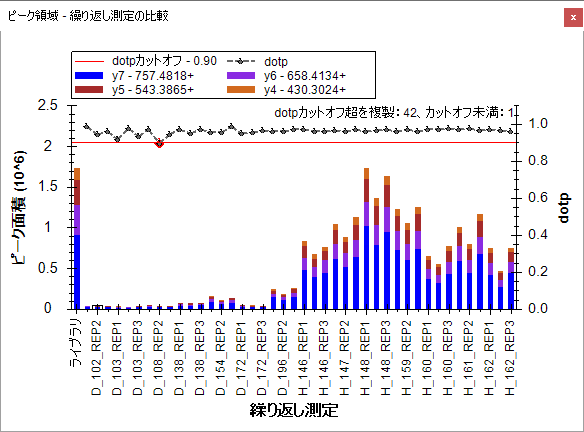 ピーク領域 - 繰り返し測定の比較
x
dotpカットオフ - 0.90
dotp
y7 - 757.4818+
y6 - 658.4134+
y5 - 543.3865+
y4 - 430.3024+
dotpカットオフ超を複製: 42、カットオフ未満: 1
ピーク面積 (10^6)
2.5
2
1.5
1
0.5
0
1.0
0.8
0.6
0.4
0.2
0.0
dotp
ライブラリ
D_102_REP2
D_103_REP1
D_103_REP3
D_108_REP2
D_138_REP1
D_138_REP3
D_154_REP2
D_172_REP1
D_172_REP3
D_196_REP2
H_146_REP1
H_146_REP3
H_147_REP2
H_148_REP1
H_148_REP3
H_159_REP2
H_160_REP1
H_160_REP3
H_161_REP2
H_162_REP1
H_162_REP3
繰り返し測定